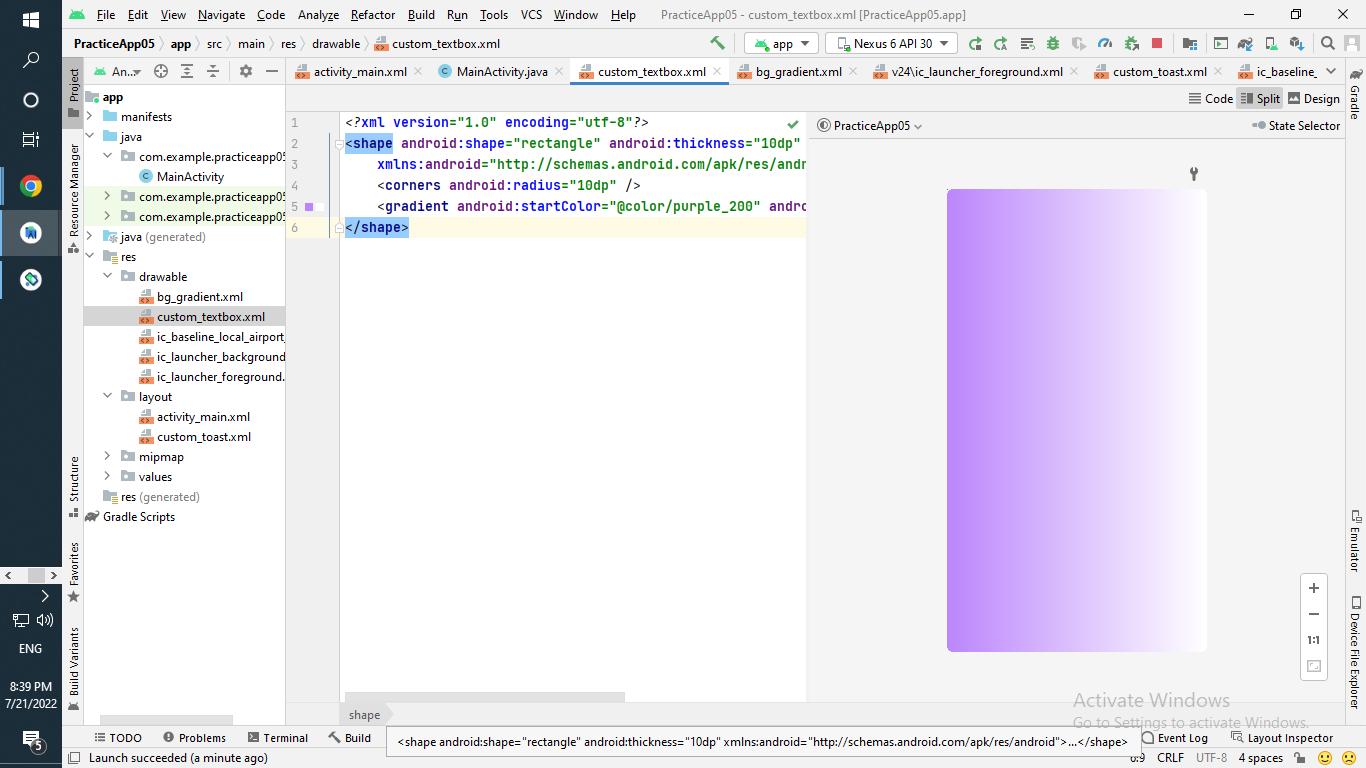 File Edit View Navigate Code Analyze Refactor Build Run Tools VCS Window Help PracticeApp05 - custom_textbox.xml [PracticeApp05.app]
PracticeApp05 app src main res drawable custom_textbox.xml app Nexus 6 API 30
An... activity_main.xml MainActivity.java custom_textbox.xml bg_gradient.xml v24\ic_launcher_foreground.xml custom_toast.xml ic_baseline_
Code Split Design
PracticeApp05 State Selector
Project
Resource Manager
Structure
Favorites
Build Variants
app
manifests
java
com.example.practiceapp05
MainActivity
com.example.practiceapp05
com.example.practiceapp05
java (generated)
res
drawable
bg_gradient.xml
custom_textbox.xml
ic_baseline_local_airport_
ic_launcher_background
ic_launcher_foreground.
layout
activity_main.xml
custom_toast.xml
mipmap
values
res (generated)
Gradle Scripts
1 <?xml version="1.0" encoding="utf-8"?>
2 <shape android:shape="rectangle" android:thickness="10dp"
3 xmlns:android="http://schemas.android.com/apk/res/andr
4 <corners android:radius="10dp" />
5 <gradient android:startColor="@color/purple_200" andro
6 </shape>
shape
1:1
Gradle
Emulator
Device File Explorer
Activate Windows
Go to Settings to activate Windows.
TODO Problems Terminal Build Event Log Layout Inspector
<shape android:shape="rectangle" android:thickness="10dp" xmlns:android="http://schemas.android.com/apk/res/android">...</shape>
Launch succeeded (a minute ago) 6:9 CRLF UTF-8 4 spaces
ENG
8:39 PM
7/21/2022
5